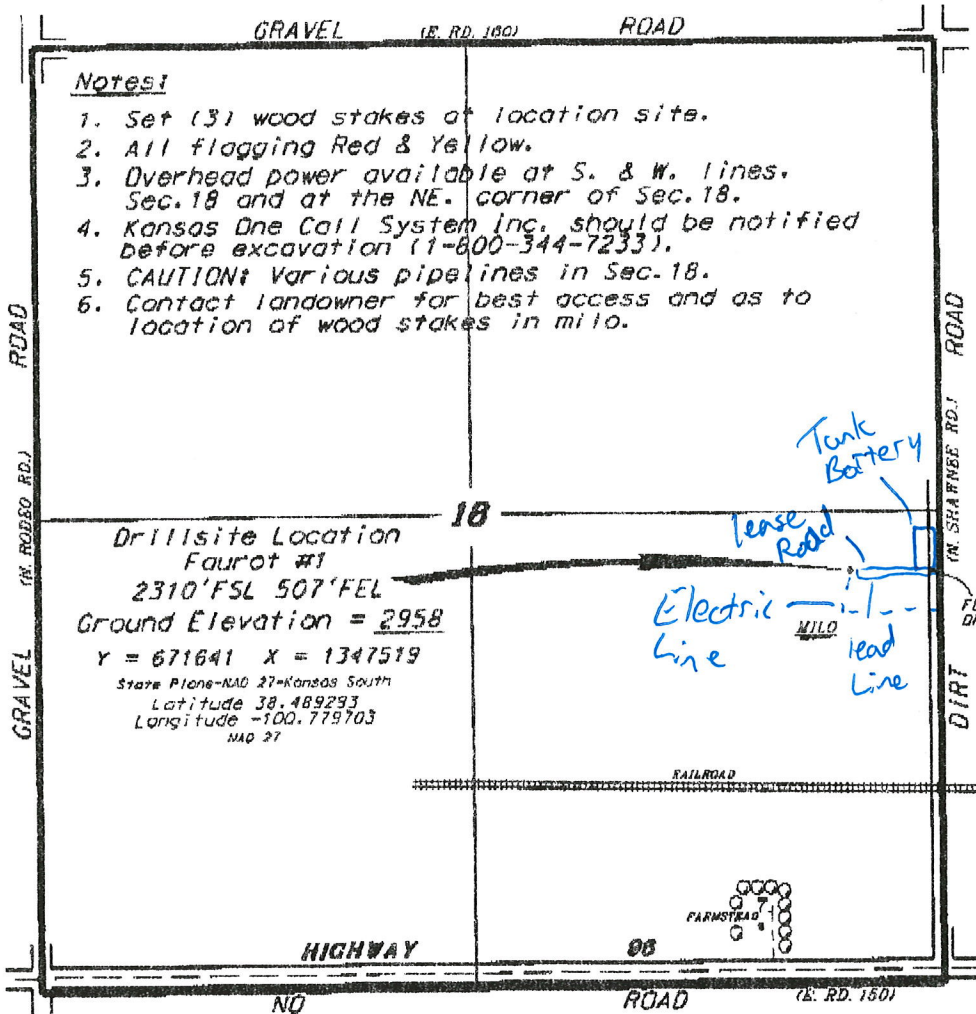 GRAVEL (E. RD. 160) ROAD
Notes:
1. Set (3) wood stakes at location site.
2. All flagging Red & Yellow.
3. Overhead power available at S. & W. lines.
Sec.18 and at the NE. corner of Sec.18.
4. Kansas One Call System Inc. should be notified
before excavation (1-800-344-7233).
5. CAUTION: Various pipelines in Sec.18.
6. Contact landowner for best access and as to
location of wood stakes in milo.
GRAVEL (N. RODEO RD.) ROAD
DIRT (N. SHAWNEE RD.) ROAD
Tank
Battery
18
lease
Road
Drillsite Location
Faurot #1
2310'FSL 507'FEL
Ground Elevation = 2958
Y = 671641 X = 1347519
State Plane-NAD 27-Kansas South
Latitude 38.489293
Longitude -100.779703
NAD 27
Electric
Line
MILO
lead
Line
RAILROAD
FARMSTEAD
HIGHWAY 96
NO ROAD (E. RD. 150)